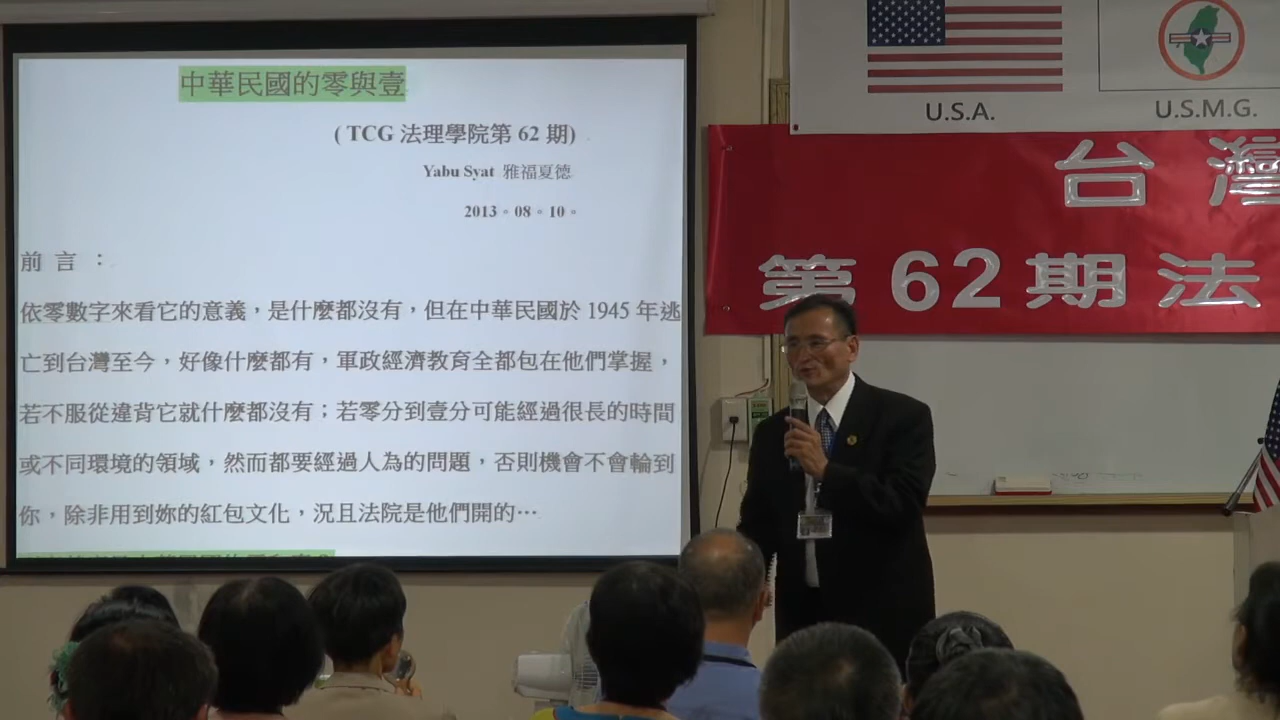 中華民國的零與壹
( TCG 法理學院第 62 期)
Yabu Syat 雅福夏德
2013。08。10。
前 言 :
依零數字來看它的意義，是什麼都沒有，但在中華民國於 1945 年逃
亡到台灣至今，好像什麼都有，軍政經濟教育全都包在他們掌握，
若不服從違背它就什麼都沒有；若零分到壹分可能經過很長的時間
或不同環境的領域，然而都要經過人為的問題，否則機會不會輪到
你，除非用到妳的紅包文化，況且法院是他們開的…
U.S.A.
U.S.M.G.
台 灣
第 62 期 法